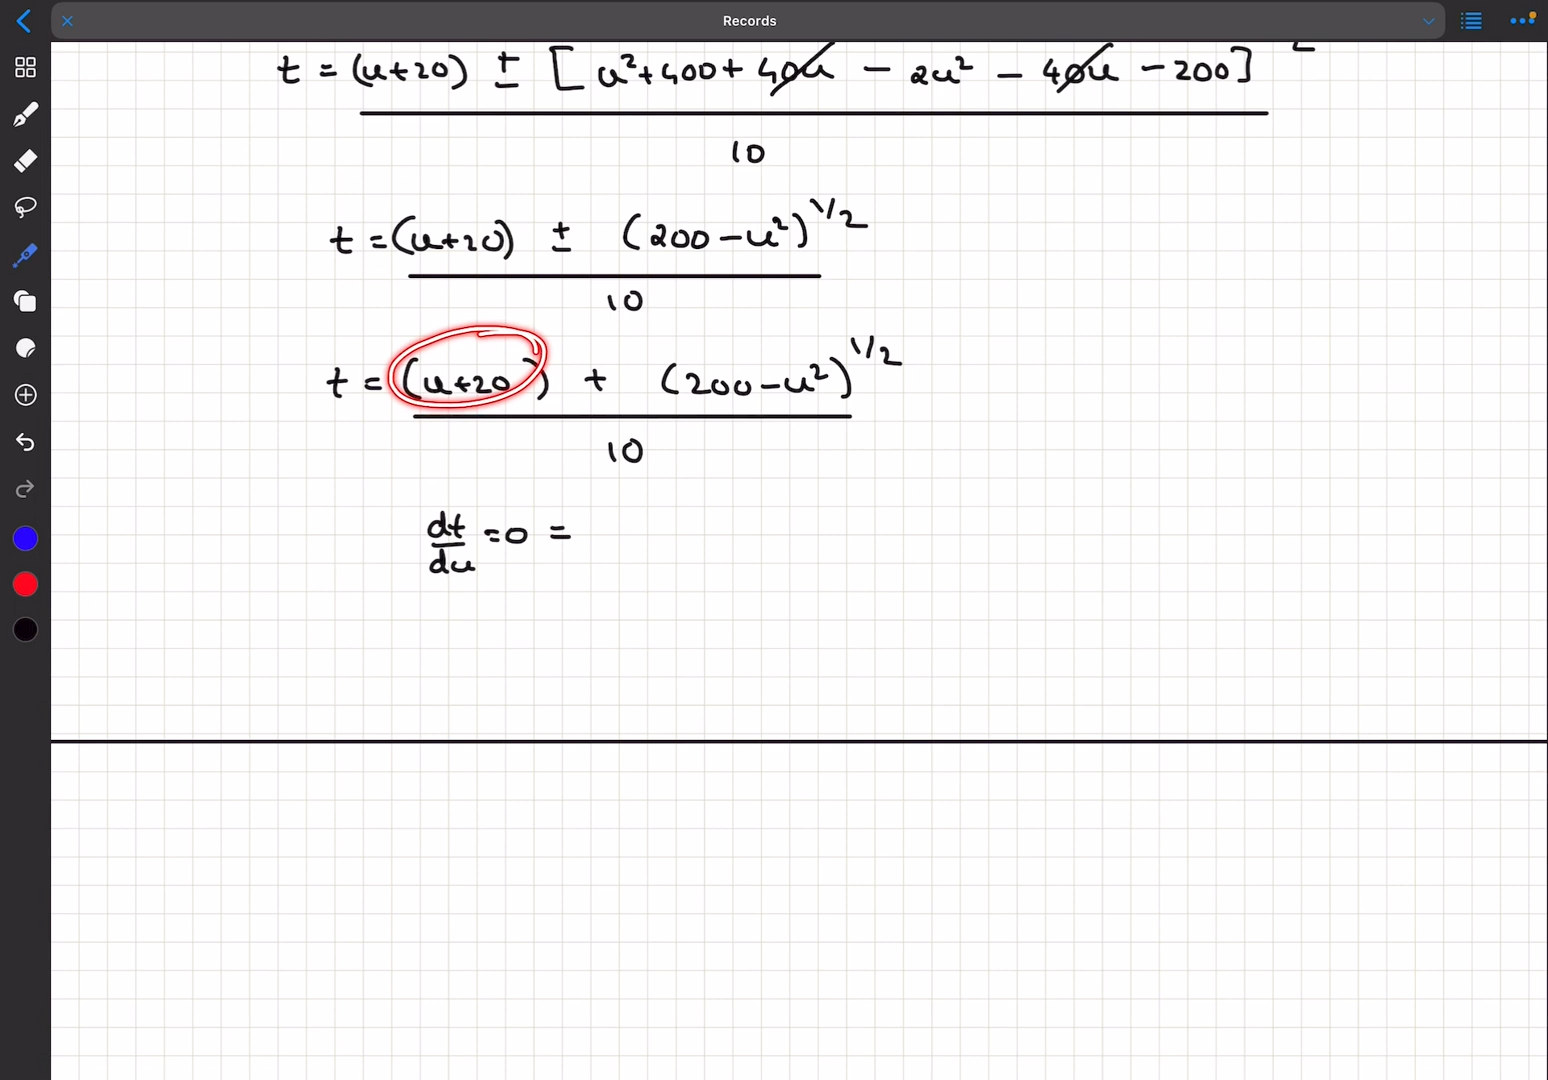 Records
t = (u+20) ± [u²+400+40u − 2u² − 40u − 200]
10
t = (u+20) ± (200−u²)^1/2
10
t = (u+20) + (200−u²)^1/2
10
dt/du = 0 =